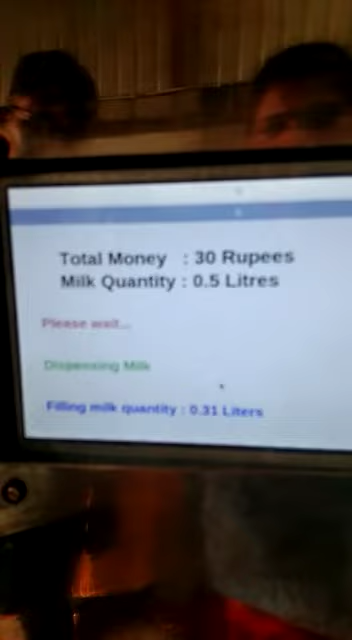 Total Money : 30 Rupees
Milk Quantity : 0.5 Litres
Please wait...
Dispensing Milk
Filling milk quantity : 0.31 Liters